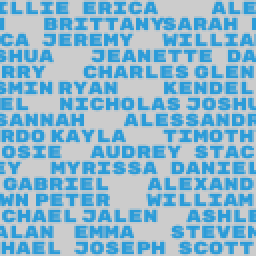 ILLIE ERICA ALE
BRITTANYSARAH
CA JEREMY WILLIA
SHUA JEANETTE DA
RRY CHARLES GLEN
SMIN RYAN KENDEL
EL NICHOLAS JOSHU
SANNAH ALESSANDR
RDO KAYLA TIMOTH
OSIE AUDREY STAC
EY MYRISSA DANIEL
GABRIEL ALEXAND
WN PETER WILLIAM
CHAEL JALEN ASHLE
ALAN EMMA STEVEN
HAEL JOSEPH SCOTT